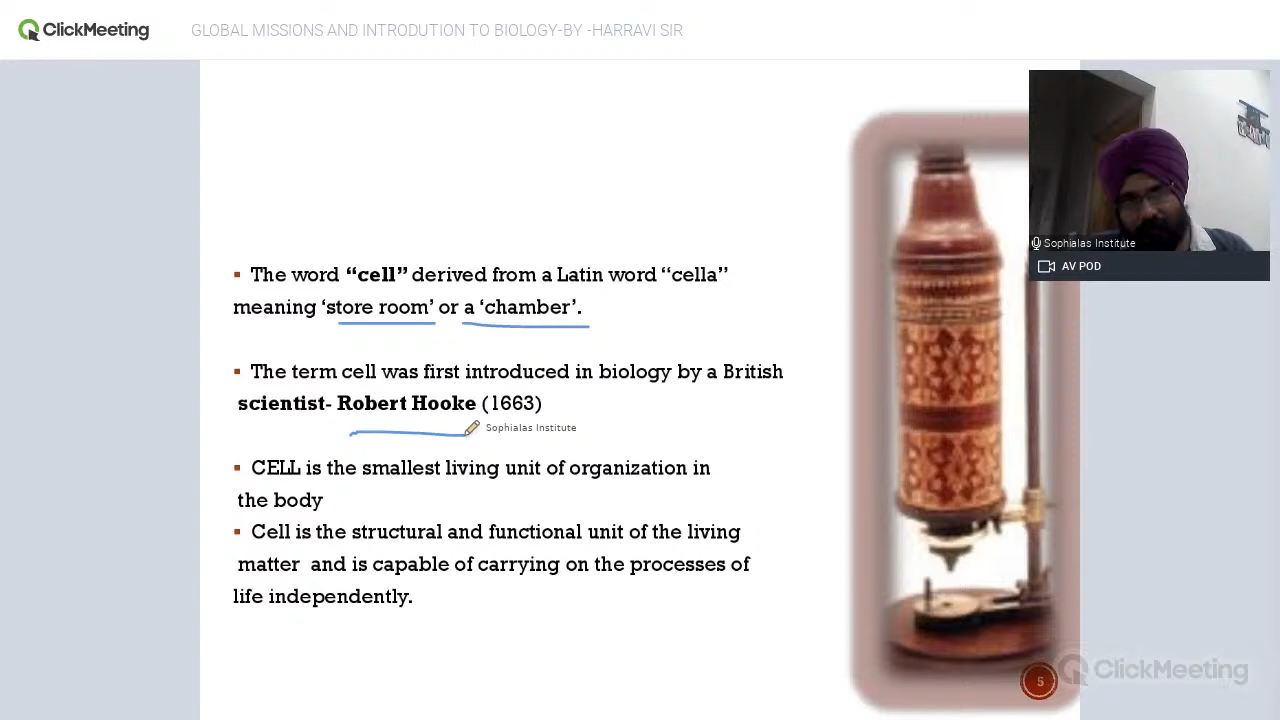 ClickMeeting
GLOBAL MISSIONS AND INTRODUTION TO BIOLOGY-BY -HARRAVI SIR
Sophialas Institute
AV POD
▪ The word “cell” derived from a Latin word “cella”
meaning ‘store room’ or a ‘chamber’.
▪ The term cell was first introduced in biology by a British
scientist- Robert Hooke (1663)
Sophialas Institute
▪ CELL is the smallest living unit of organization in
the body
▪ Cell is the structural and functional unit of the living
matter and is capable of carrying on the processes of
life independently.
5
ClickMeeting